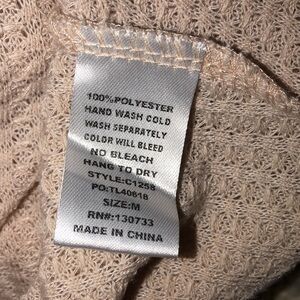 100%POLYESTER
HAND WASH COLD
WASH SEPARATELY
COLOR WILL BLEED
NO BLEACH
HANG TO DRY
STYLE:C1258
PO:TL40618
SIZE:M
RN#:130733
MADE IN CHINA